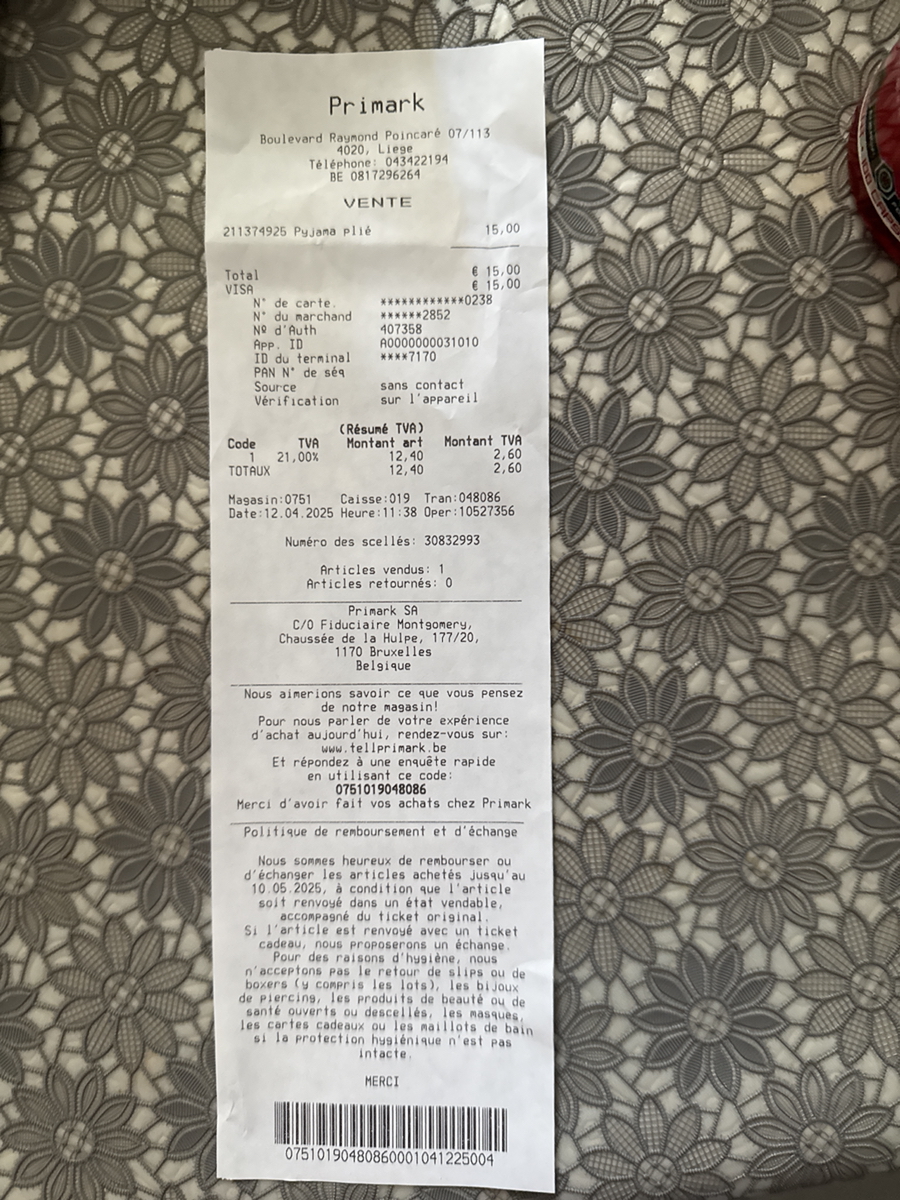 Primark
Boulevard Raymond Poincaré 07/113
4020, Liege
Téléphone: 043422194
BE 0817296264
VENTE
211374925 Pyjama plié 15,00
Total € 15,00
VISA € 15,00
N° de carte. ************0238
N° du marchand ******2852
Nº d'Auth 407358
App. ID A0000000031010
ID du terminal ****7170
PAN N° de séq
Source sans contact
Vérification sur l'appareil
(Résumé TVA)
Code TVA Montant art Montant TVA
1 21,00% 12,40 2,60
TOTAUX 12,40 2,60
Magasin:0751 Caisse:019 Tran:048086
Date:12.04.2025 Heure:11:38 Oper:10527356
Numéro des scellés: 30832993
Articles vendus: 1
Articles retournés: 0
Primark SA
C/O Fiduciaire Montgomery,
Chaussée de la Hulpe, 177/20,
1170 Bruxelles
Belgique
Nous aimerions savoir ce que vous pensez
de notre magasin!
Pour nous parler de votre expérience
d'achat aujourd'hui, rendez-vous sur:
www.tellprimark.be
Et répondez à une enquête rapide
en utilisant ce code:
0751019048086
Merci d'avoir fait vos achats chez Primark
Politique de remboursement et d'échange
Nous sommes heureux de rembourser ou
d'échanger les articles achetés jusqu'au
10.05.2025, à condition que l'article
soit renvoyé dans un état vendable,
accompagné du ticket original.
Si l'article est renvoyé avec un ticket
cadeau, nous proposerons un échange.
Pour des raisons d'hygiène, nous
n'acceptons pas le retour de slips ou de
boxers (y compris les lots), les bijoux
de piercing, les produits de beauté ou de
santé ouverts ou descellés, les masques,
les cartes cadeaux ou les maillots de bain
si la protection hygiénique n'est pas
intacte.
MERCI
07510190480860001041225004